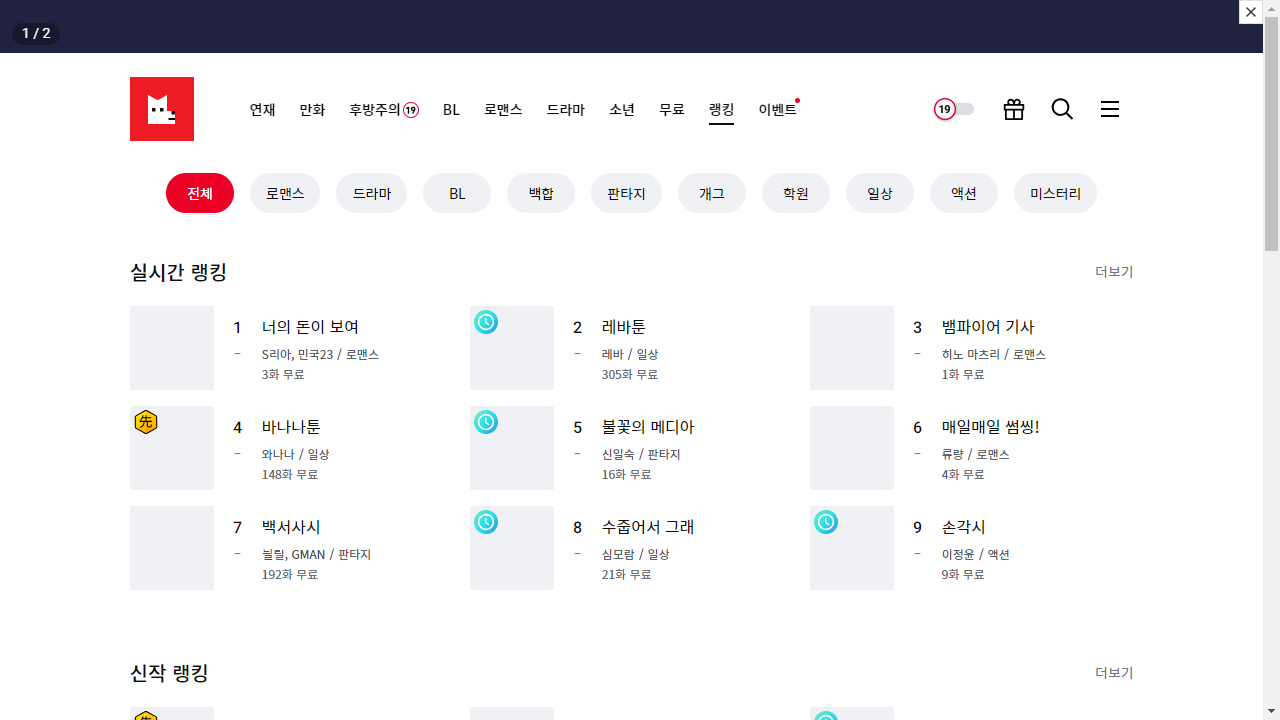 1 / 2
연재 만화 후방주의 19 BL 로맨스 드라마 소년 무료 랭킹 이벤트 19
전체 로맨스 드라마 BL 백합 판타지 개그 학원 일상 액션 미스터리
실시간 랭킹 더보기
1 너의 돈이 보여
– S리아, 민국23 / 로맨스
3화 무료
2 레바툰
– 레바 / 일상
305화 무료
3 뱀파이어 기사
– 히노 마츠리 / 로맨스
1화 무료
先
4 바나나툰
– 와나나 / 일상
148화 무료
5 불꽃의 메디아
– 신일숙 / 판타지
16화 무료
6 매일매일 썸씽!
– 류량 / 로맨스
4화 무료
7 백서사시
– 늴릴, GMAN / 판타지
192화 무료
8 수줍어서 그래
– 심모람 / 일상
21화 무료
9 손각시
– 이정윤 / 액션
9화 무료
신작 랭킹 더보기
先